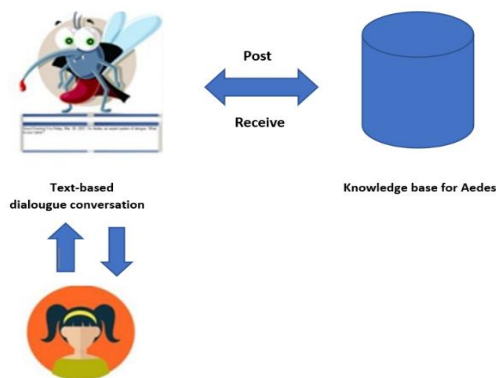 Post
Receive
Text-based
dialougue conversation
Knowledge base for Aedes